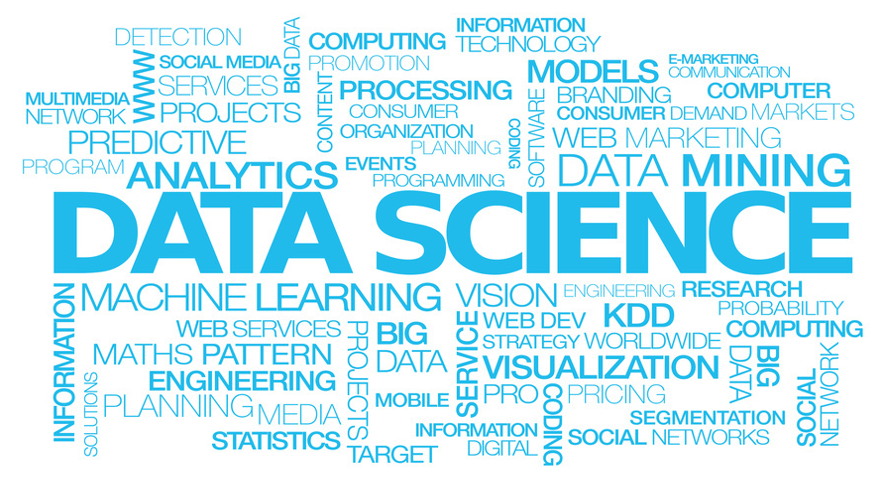 DETECTION
WWW
SOCIAL MEDIA
SERVICES
PROJECTS
BIG DATA
COMPUTING
PROMOTION
CONTENT
PROCESSING
CONSUMER
ORGANIZATION
PLANNING
EVENTS
PROGRAMMING
INFORMATION
TECHNOLOGY
CODING
SOFTWARE
MODELS
E-MARKETING
COMMUNICATION
BRANDING
COMPUTER
CONSUMER DEMAND MARKETS
WEB MARKETING
DATA MINING
MULTIMEDIA
NETWORK
PREDICTIVE
PROGRAM
ANALYTICS
DATA SCIENCE
INFORMATION
MACHINE LEARNING
WEB SERVICES
MATHS PATTERN
ENGINEERING
SOLUTIONS
PLANNING
MEDIA
STATISTICS
PROJECTS
BIG
DATA
MOBILE
TARGET
VISION
ENGINEERING
RESEARCH
SERVICE
WEB DEV
KDD
PROBABILITY
COMPUTING
STRATEGY WORLDWIDE
VISUALIZATION
PRO
CODING
PRICING
BIG
DATA
SEGMENTATION
INFORMATION
DIGITAL
SOCIAL NETWORKS
SOCIAL
NETWORK